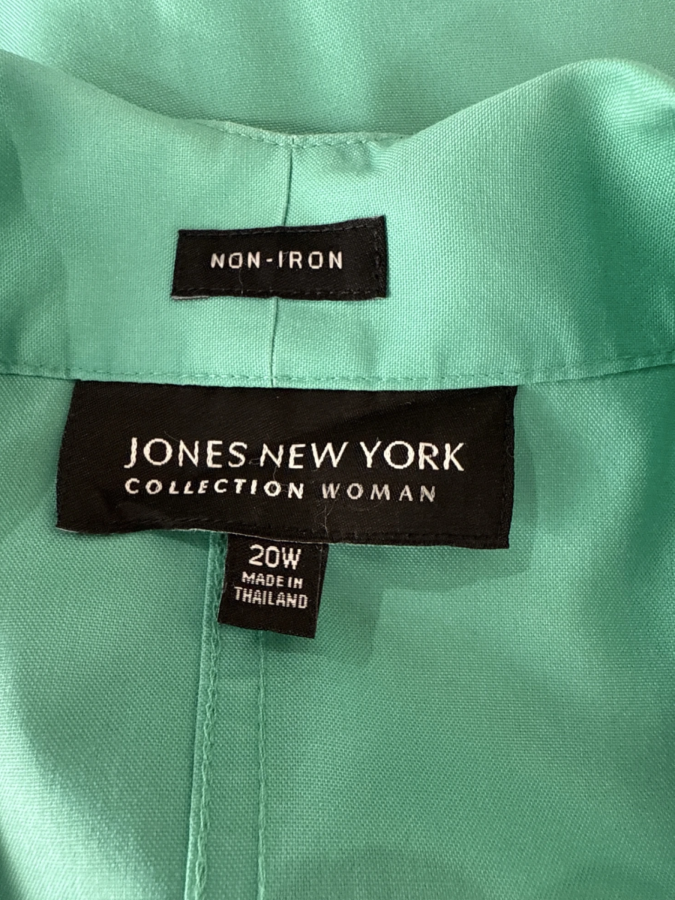 NON-IRON
JONES NEW YORK
COLLECTION WOMAN
20W
MADE IN
THAILAND